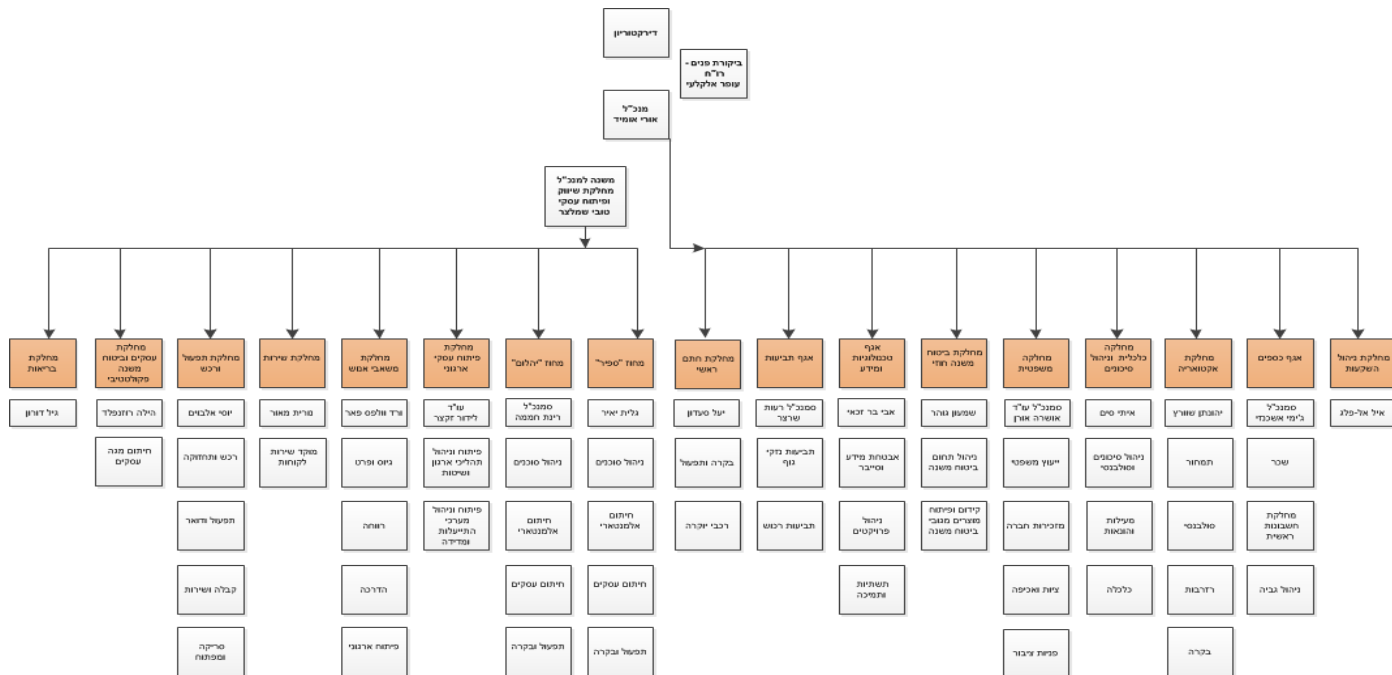 דירקטוריון
ביקורת פנים -
רו"ח
עופר אלקלעי
מנכ"ל
אורי אומיד
משנה למנכ"ל
מחלקת שיווק
ופיתוח עסקי
טובי שמלצר
מחלקת ניהול
השקעות
איל אל-פלג
אגף כספים
סמנכ"ל
ג'ימי אשכנזי
שכר
מחלקת
חשבונות
ראשית
ניהול גביה
מחלקת
אקטואריה
יהונתן שוורץ
תמחור
סולבנסי
רזרבות
בקרה
מחלקה
כלכלית וניהול
סיכונים
איתי סים
ניהול סיכונים
וסולבנסי
מעילות
והונאות
כלכלה
מחלקה
משפטית
סמנכ"ל עו"ד
אושרה אורן
ייעוץ משפטי
מזכירות חברה
ציות ואכיפה
פניות ציבור
מחלקת ביטוח
משנה חוזי
שמעון גוהר
ניהול תחום
ביטוח משנה
קידום ופיתוח
מוצרים מגובי
ביטוח משנה
אגף
טכנולוגיות
ומידע
אבי בר זכאי
אבטחת מידע
וסייבר
ניהול
פרויקטים
תשתיות
ותמיכה
אגף תביעות
סמנכ"ל רעות
שרצר
תביעות נזקי
גוף
תביעות רכוש
מחלקת חתם
ראשי
יעל סעדון
בקרה ותפעול
רכבי יוקרה
מחוז "ספיר"
גלית יאיר
ניהול סוכנים
חיתום
אלמנטארי
חיתום עסקים
תפעול ובקרה
מחוז "יהלום"
סמנכ"ל
רינת חממה
ניהול סוכנים
חיתום
אלמנטארי
חיתום עסקים
תפעול ובקרה
מחלקת
פיתוח עסקי
ארגוני
עו"ד
לידור זקצר
פיתוח וניהול
תהליכי ארגון
ושיטות
פיתוח וניהול
מערכי
התייעלות
ומדידה
מחלקת
משאבי אנוש
ורד וולפס פאר
גיוס ופרט
רווחה
הדרכה
פיתוח ארגוני
מחלקת שירות
נורית מאור
מוקד שירות
לקוחות
מחלקת תפעול
ורכש
יוסי אלבוים
רכש ותחזוקה
תפעול ודואר
קבלה ושירות
סריקה
ומפתוח
מחלקת
עסקים וביטוח
משנה
פקולטטיבי
הילה רוזנפלד
חיתום מגה
עסקים
מחלקת
בריאות
גיל דורון